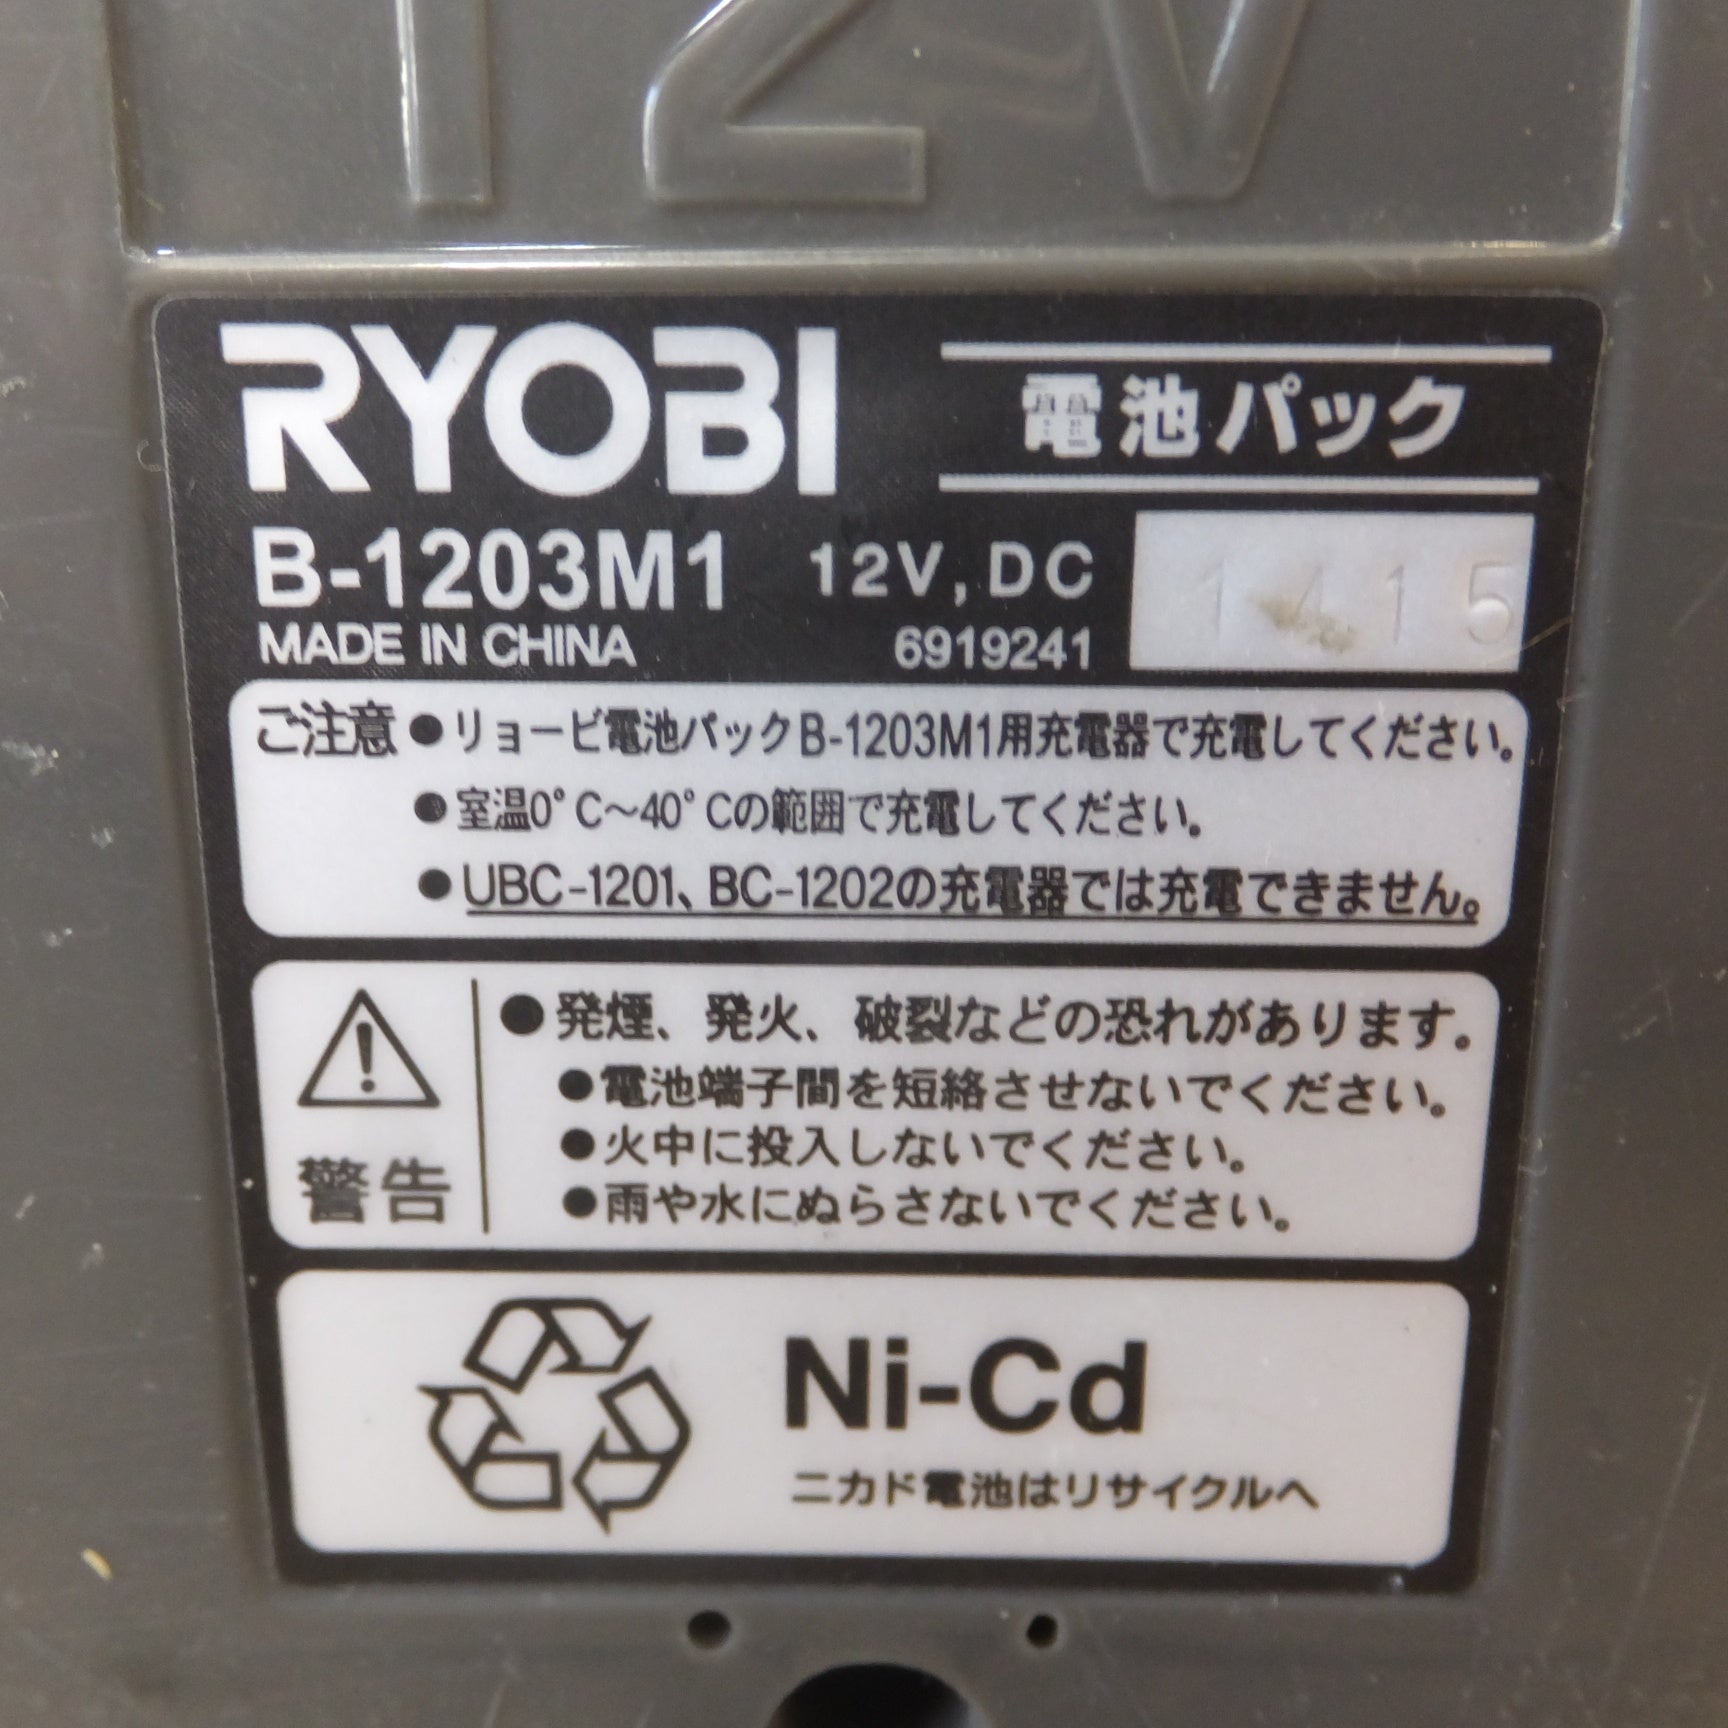 12V
RYOBI 電池パック
B-1203M1 12V, DC 1415
MADE IN CHINA 6919241
ご注意 ●リョービ電池パックB-1203M1用充電器で充電してください。
●室温0°C～40°Cの範囲で充電してください。
●UBC-1201、BC-1202の充電器では充電できません。
●発煙、発火、破裂などの恐れがあります。
●電池端子間を短絡させないでください。
●火中に投入しないでください。
警告 ●雨や水にぬらさないでください。
Ni-Cd
ニカド電池はリサイクルへ